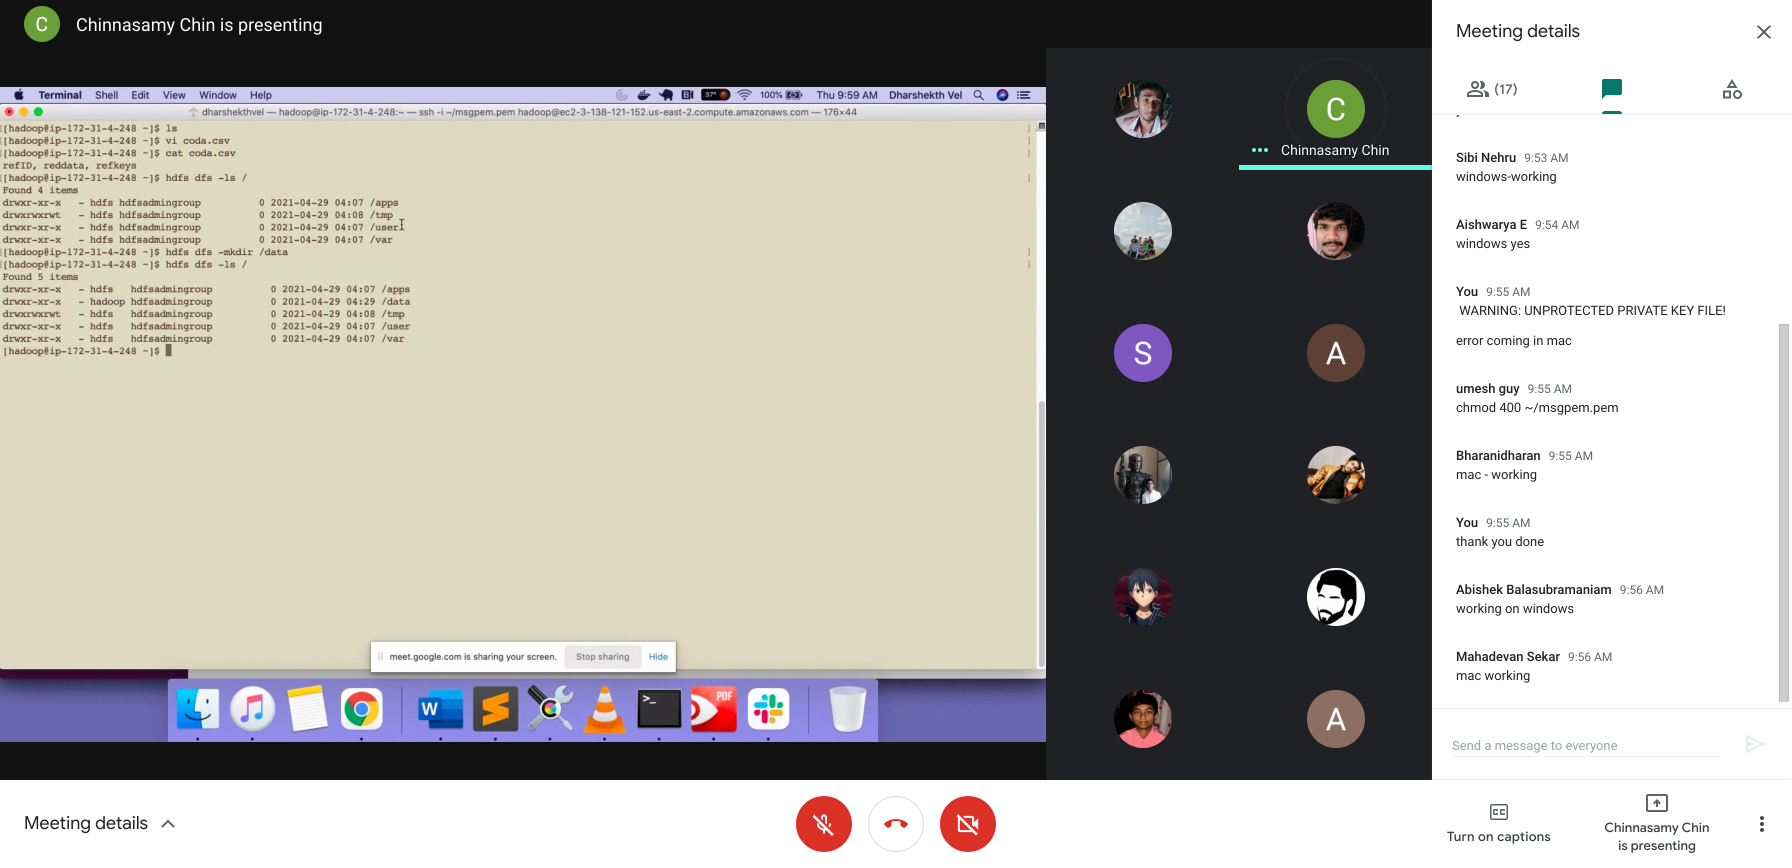 C
Chinnasamy Chin is presenting
Terminal Shell Edit View Window Help
37° 100% Thu 9:59 AM Dharshekth Vel
dharshekthvel — hadoop@ip-172-31-4-248:~ — ssh -i ~/msgpem.pem hadoop@ec2-3-138-121-152.us-east-2.compute.amazonaws.com — 176×44
[[hadoop@ip-172-31-4-248 ~]$ ls ]
[[hadoop@ip-172-31-4-248 ~]$ vi coda.csv ]
[[hadoop@ip-172-31-4-248 ~]$ cat coda.csv ]
refID, reddata, refkeys
[[hadoop@ip-172-31-4-248 ~]$ hdfs dfs -ls / ]
Found 4 items
drwxr-xr-x - hdfs hdfsadmingroup 0 2021-04-29 04:07 /apps
drwxrwxrwt - hdfs hdfsadmingroup 0 2021-04-29 04:08 /tmp
drwxr-xr-x - hdfs hdfsadmingroup 0 2021-04-29 04:07 /user
drwxr-xr-x - hdfs hdfsadmingroup 0 2021-04-29 04:07 /var
[[hadoop@ip-172-31-4-248 ~]$ hdfs dfs -mkdir /data ]
[[hadoop@ip-172-31-4-248 ~]$ hdfs dfs -ls / ]
Found 5 items
drwxr-xr-x - hdfs hdfsadmingroup 0 2021-04-29 04:07 /apps
drwxr-xr-x - hadoop hdfsadmingroup 0 2021-04-29 04:29 /data
drwxrwxrwt - hdfs hdfsadmingroup 0 2021-04-29 04:08 /tmp
drwxr-xr-x - hdfs hdfsadmingroup 0 2021-04-29 04:07 /user
drwxr-xr-x - hdfs hdfsadmingroup 0 2021-04-29 04:07 /var
[hadoop@ip-172-31-4-248 ~]$
meet.google.com is sharing your screen. Stop sharing Hide
W
>_
PDF
C
Chinnasamy Chin
S
A
A
Meeting details
(17)
Sibi Nehru 9:53 AM
windows-working
Aishwarya E 9:54 AM
windows yes
You 9:55 AM
WARNING: UNPROTECTED PRIVATE KEY FILE!
error coming in mac
umesh guy 9:55 AM
chmod 400 ~/msgpem.pem
Bharanidharan 9:55 AM
mac - working
You 9:55 AM
thank you done
Abishek Balasubramaniam 9:56 AM
working on windows
Mahadevan Sekar 9:56 AM
mac working
Send a message to everyone
Meeting details
CC
Turn on captions
Chinnasamy Chin
is presenting